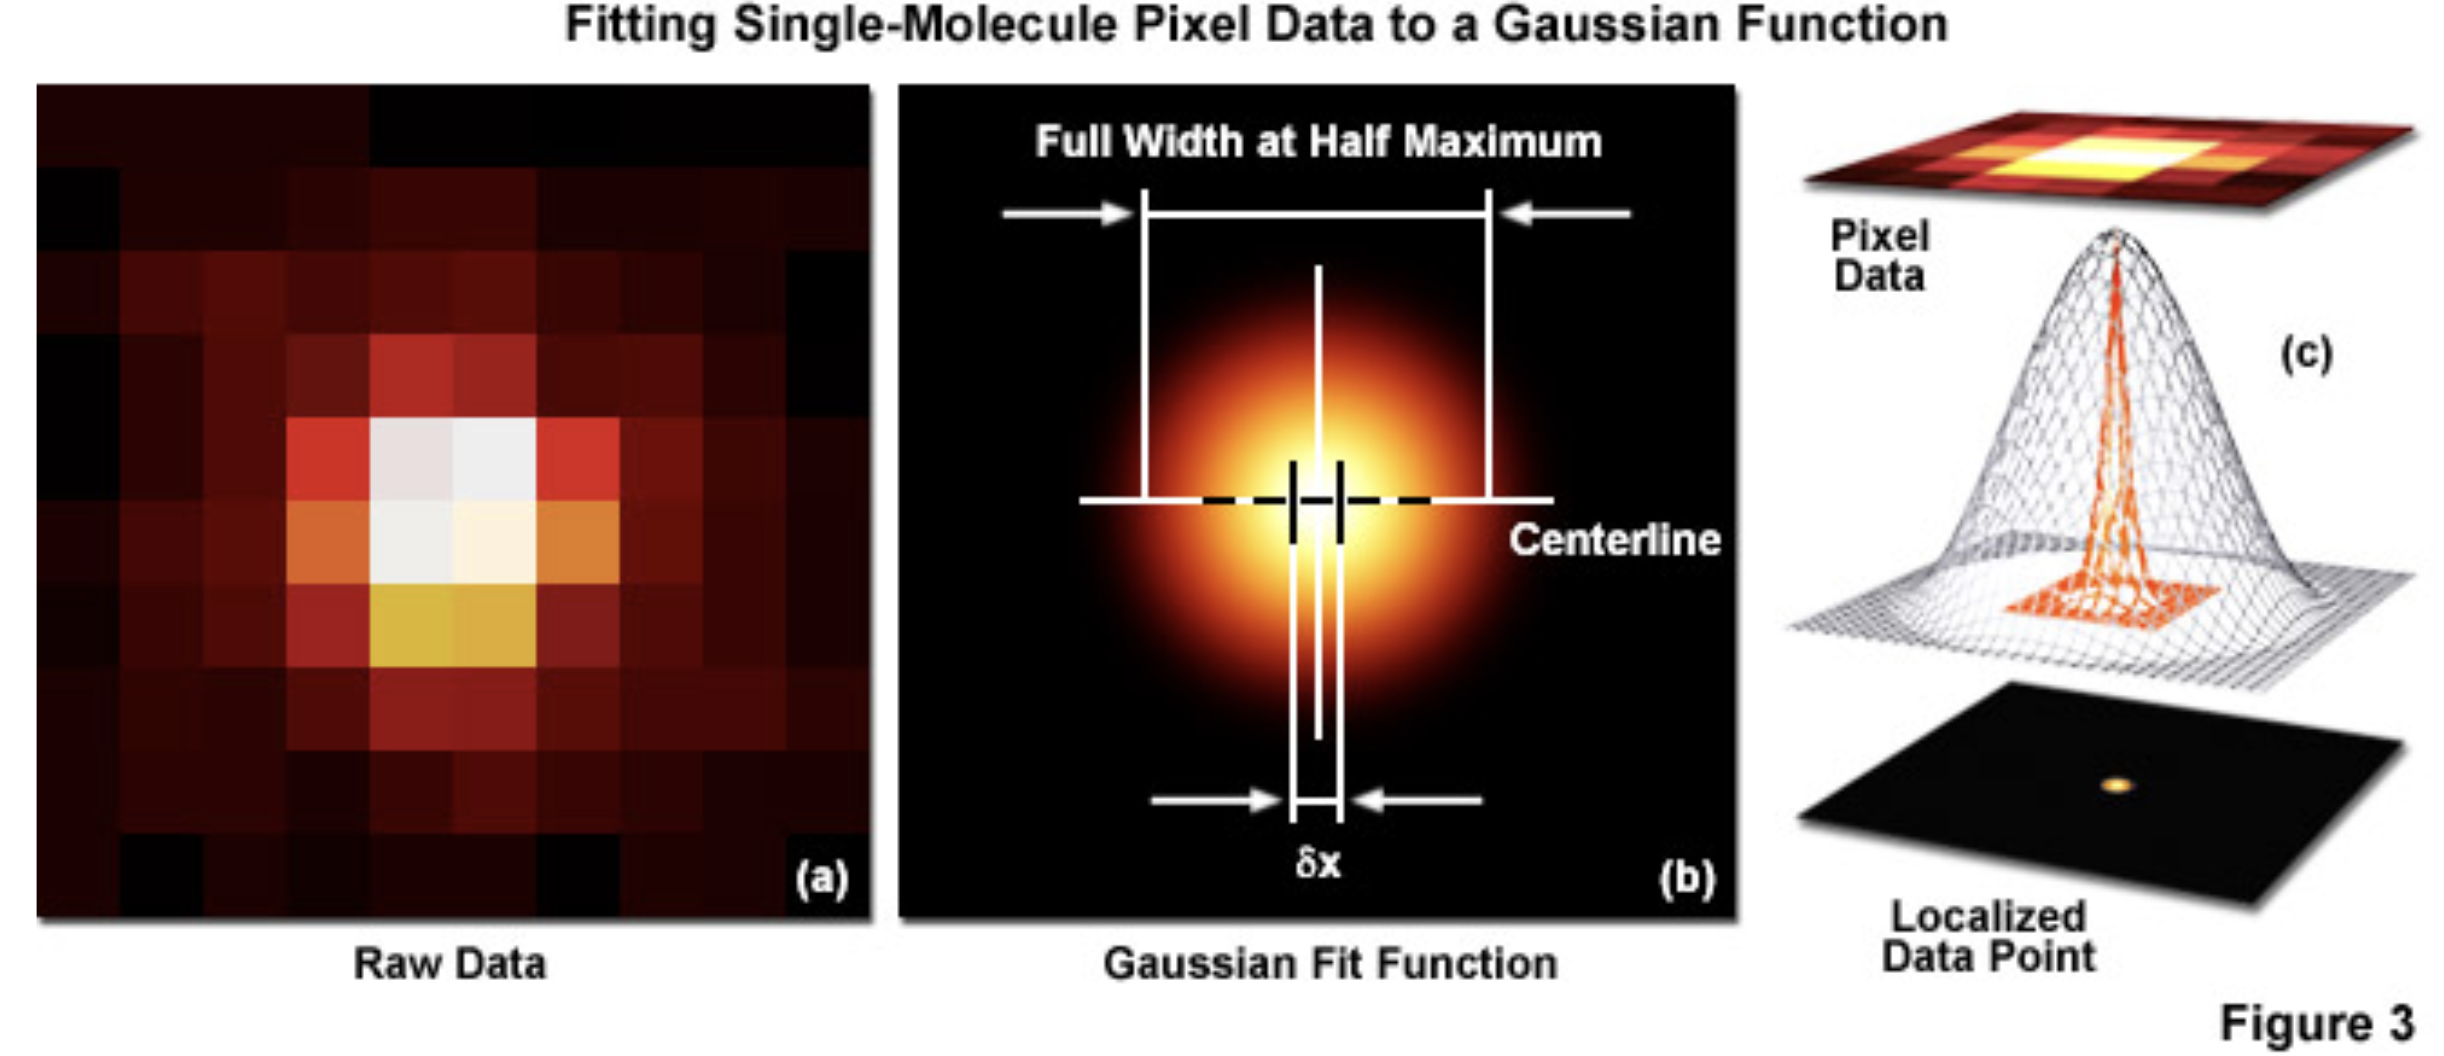 Fitting Single-Molecule Pixel Data to a Gaussian Function
(a)
Raw Data
Full Width at Half Maximum
Centerline
δx
(b)
Gaussian Fit Function
Pixel
Data
(c)
Localized
Data Point
Figure 3